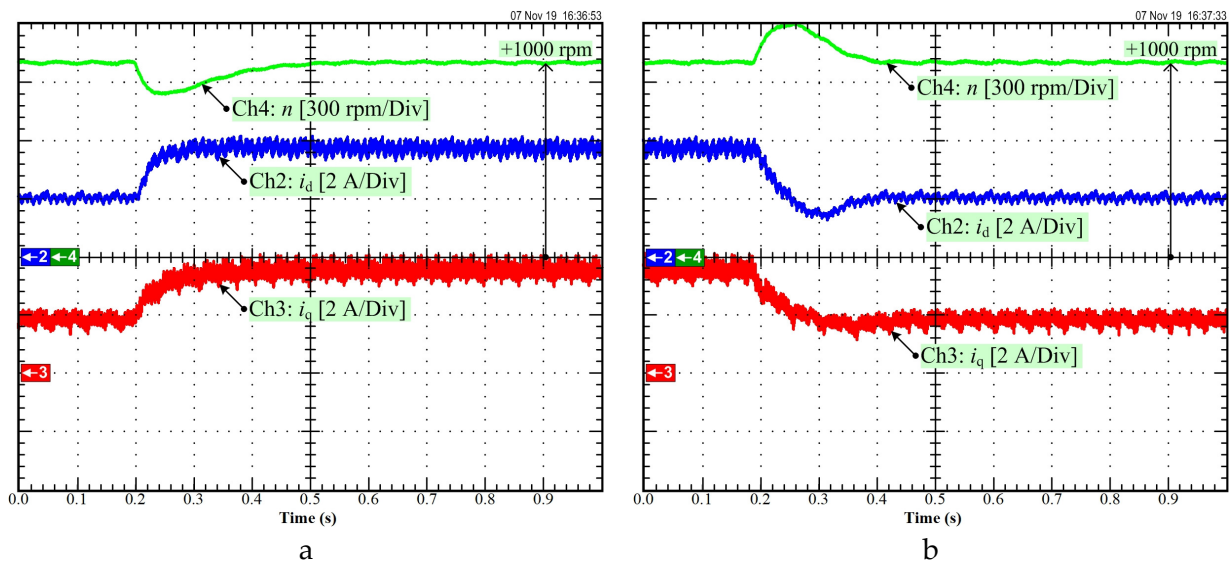 07 Nov 19 16:36:53
+1000 rpm
Ch4: n [300 rpm/Div]
Ch2: id [2 A/Div]
←2 ←4
Ch3: iq [2 A/Div]
←3
0.0 0.1 0.2 0.3 0.4 0.5 0.6 0.7 0.8 0.9
Time (s)
a
07 Nov 19 16:37:33
+1000 rpm
Ch4: n [300 rpm/Div]
Ch2: id [2 A/Div]
←2 ←4
Ch3: iq [2 A/Div]
←3
0.0 0.1 0.2 0.3 0.4 0.5 0.6 0.7 0.8 0.9
Time (s)
b